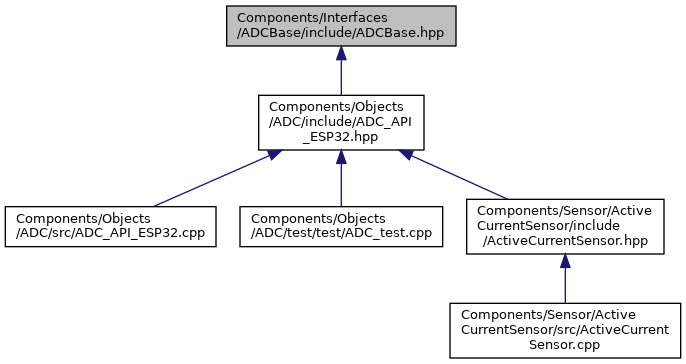 Components/Interfaces
/ADCBase/include/ADCBase.hpp
Components/Objects
/ADC/include/ADC_API
_ESP32.hpp
Components/Objects
/ADC/src/ADC_API_ESP32.cpp
Components/Objects
/ADC/test/test/ADC_test.cpp
Components/Sensor/Active
CurrentSensor/include
/ActiveCurrentSensor.hpp
Components/Sensor/Active
CurrentSensor/src/ActiveCurrent
Sensor.cpp